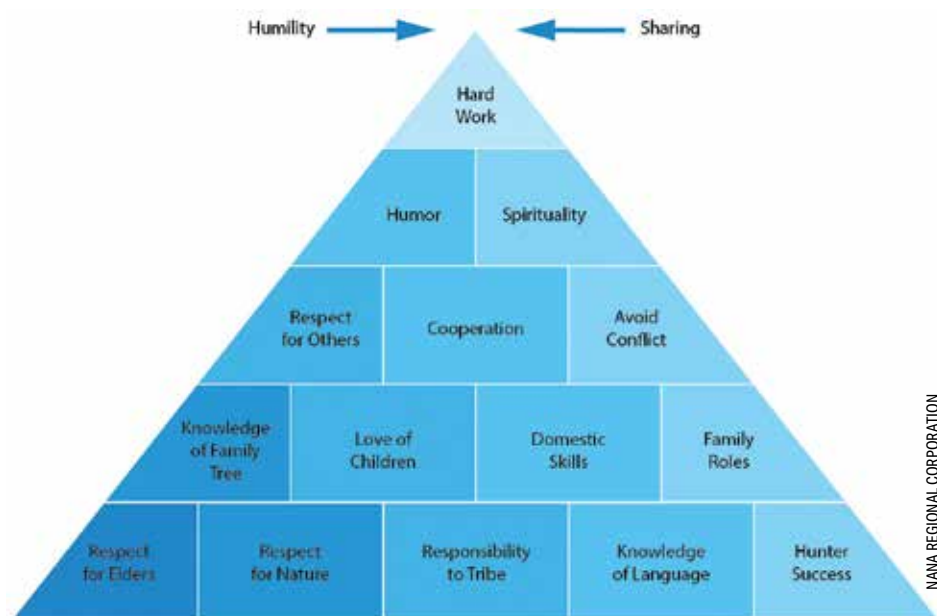 Humility
Sharing
Hard
Work
Humor
Spirituality
Respect
for Others
Cooperation
Avoid
Conflict
Knowledge
of Family
Tree
Love of
Children
Domestic
Skills
Family
Roles
Respect
for Elders
Respect
for Nature
Responsibility
to Tribe
Knowledge
of Language
Hunter
Success
NANA REGIONAL CORPORATION